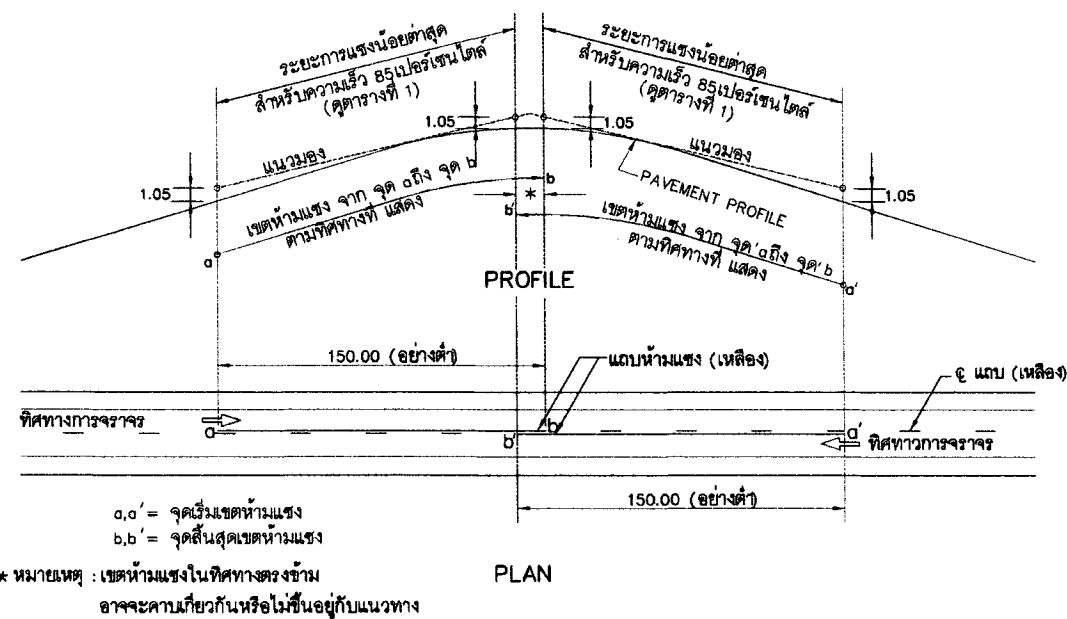 ระยะการแซงน้อยต่ำสุด
สำหรับความเร็ว 85เปอร์เซนไตล์
(ดูตารางที่ 1)
ระยะการแซงน้อยต่ำสุด
สำหรับความเร็ว 85เปอร์เซนไตล์
(ดูตารางที่ 1)
1.05
1.05
แนวมอง
แนวมอง
1.05
1.05
PAVEMENT PROFILE
เขตห้ามแซง จาก จุด aถึง จุด b
ตามทิศทางที่ แสดง
b
*
b'
เขตห้ามแซง จาก จุด'aถึง จุด'b
ตามทิศทางที่ แสดง
a
a'
PROFILE
150.00 (อย่างต่ำ)
แถบห้ามแซง (เหลือง)
℄ แถบ (เหลือง)
ทิศทางการจราจร
a
b
b'
a'
ทิศทาวการจราจร
150.00 (อย่างต่ำ)
a,a' = จุดเริ่มเขตห้ามแซง
b,b' = จุดสิ้นสุดเขตห้ามแซง
* หมายเหตุ : เขตห้ามแซงในทิศทางตรงข้าม
อาจจะคาบเกี่ยวกันหรือไม่ขึ้นอยู่กับแนวทาง
PLAN